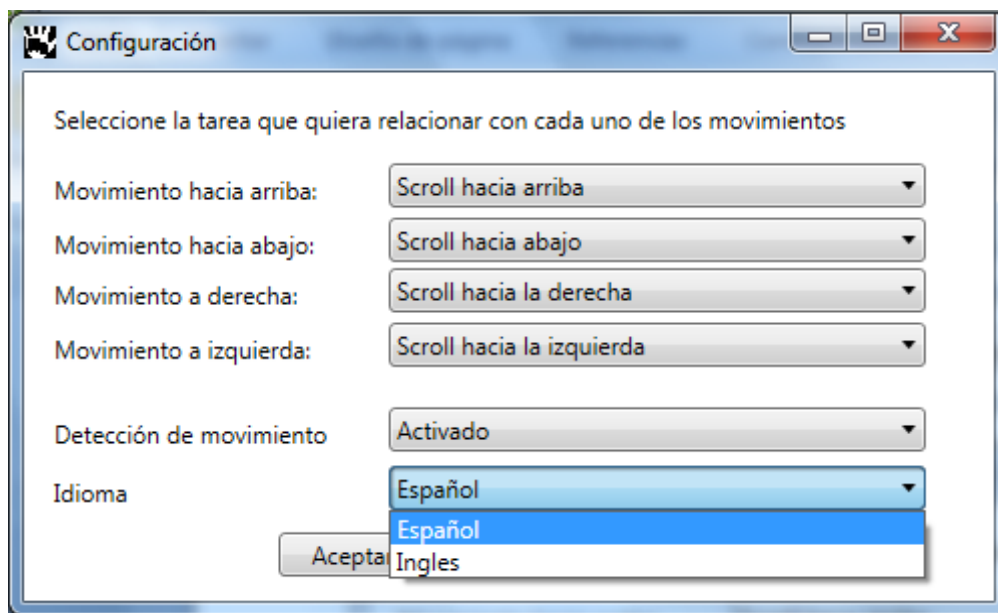 Configuración
Seleccione la tarea que quiera relacionar con cada uno de los movimientos
Movimiento hacia arriba: Scroll hacia arriba
Movimiento hacia abajo: Scroll hacia abajo
Movimiento a derecha: Scroll hacia la derecha
Movimiento a izquierda: Scroll hacia la izquierda
Detección de movimiento Activado
Idioma Español
Español
Aceptar Ingles